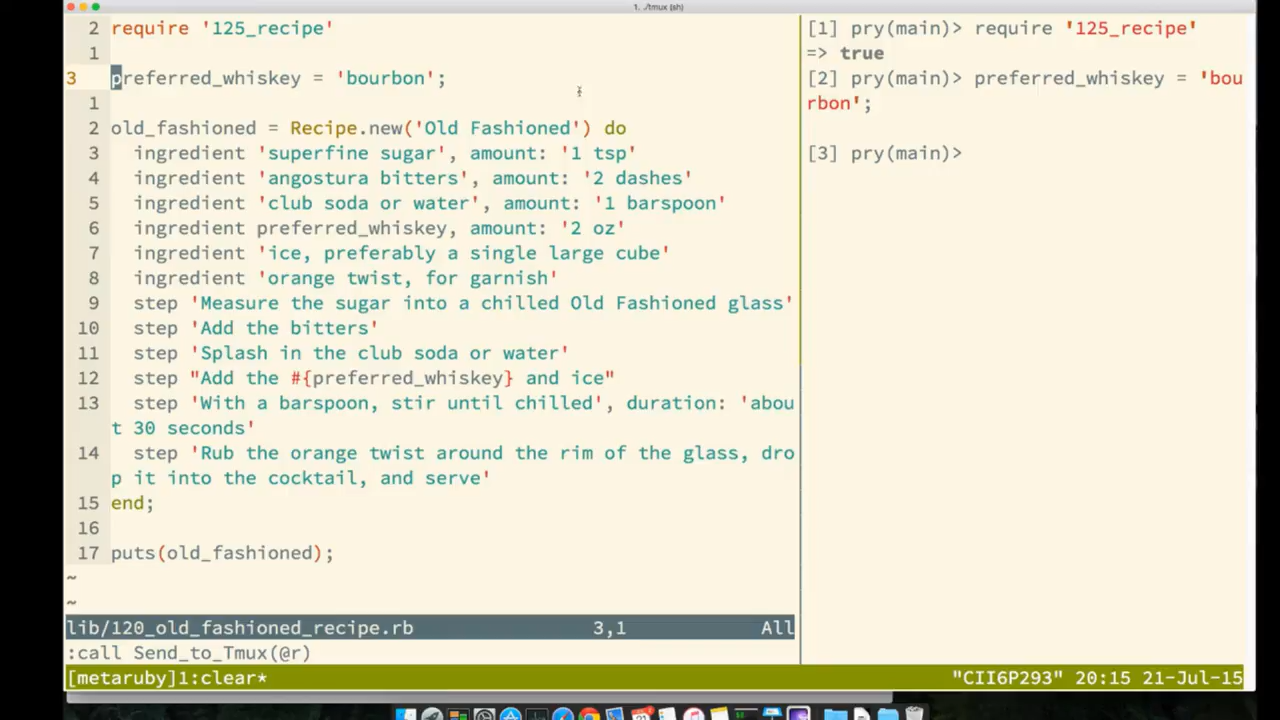 1. ./tmux (sh)
2 require '125_recipe'
1
3 preferred_whiskey = 'bourbon';
1
2 old_fashioned = Recipe.new('Old Fashioned') do
3 ingredient 'superfine sugar', amount: '1 tsp'
4 ingredient 'angostura bitters', amount: '2 dashes'
5 ingredient 'club soda or water', amount: '1 barspoon'
6 ingredient preferred_whiskey, amount: '2 oz'
7 ingredient 'ice, preferably a single large cube'
8 ingredient 'orange twist, for garnish'
9 step 'Measure the sugar into a chilled Old Fashioned glass'
10 step 'Add the bitters'
11 step 'Splash in the club soda or water'
12 step "Add the #{preferred_whiskey} and ice"
13 step 'With a barspoon, stir until chilled', duration: 'abou
t 30 seconds'
14 step 'Rub the orange twist around the rim of the glass, dro
p it into the cocktail, and serve'
15 end;
16
17 puts(old_fashioned);
~
~
lib/120_old_fashioned_recipe.rb 3,1 All
:call Send_to_Tmux(@r)
[1] pry(main)> require '125_recipe'
=> true
[2] pry(main)> preferred_whiskey = 'bou
rbon';
[3] pry(main)>
[metaruby]1:clear* "CII6P293" 20:15 21-Jul-15